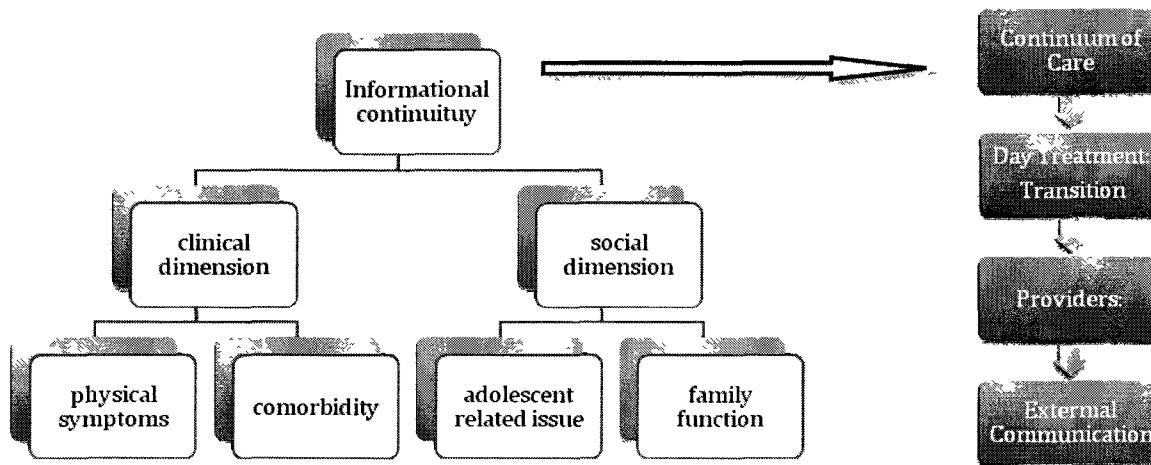 Informational
continuituy
clinical
dimension
social
dimension
physical
symptoms
comorbidity
adolescent
related issue
family
function
Continuum of
Care
Day Treatment:
Transition
Providers:
External
Communication